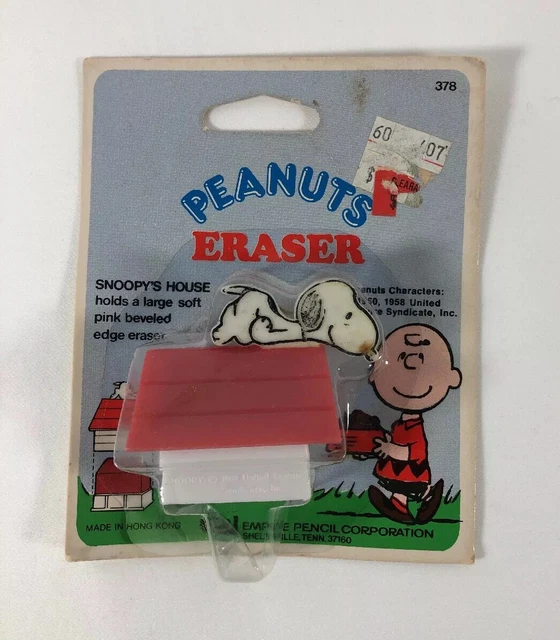 378
60 07
PEANUTS
ERASER
SNOOPY'S HOUSE
holds a large soft
pink beveled
edge eraser
Characters:
1958 United
Syndicate, Inc.
MADE IN HONG KONG
EMPIRE PENCIL CORPORATION
TENN. 37160